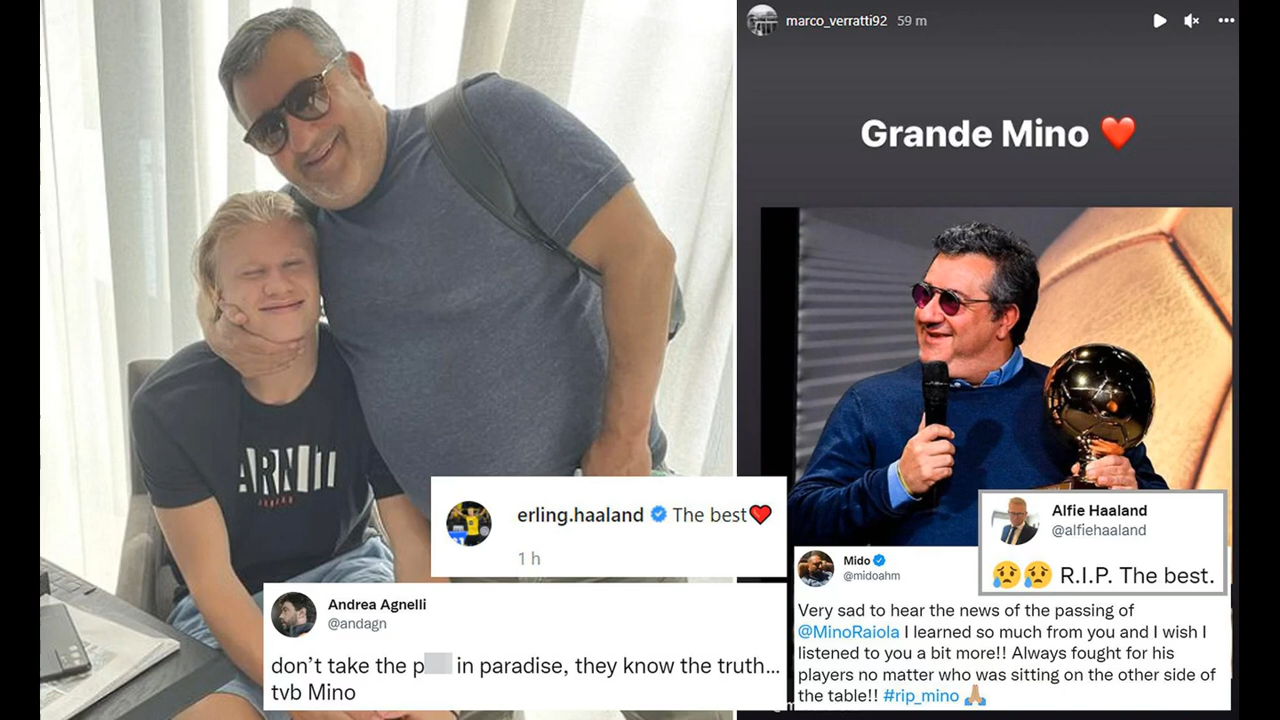 marco_verratti92 59 m
Grande Mino ❤️
erling.haaland The best❤️
1 h
Andrea Agnelli
@andagn
don't take the p in paradise, they know the truth...
tvb Mino
Alfie Haaland
@alfiehaaland
😥😥 R.I.P. The best.
Mido
@midoahm
Very sad to hear the news of the passing of
@MinoRaiola I learned so much from you and I wish I
listened to you a bit more!! Always fought for his
players no matter who was sitting on the other side of
the table!! #rip_mino 🙏🏽